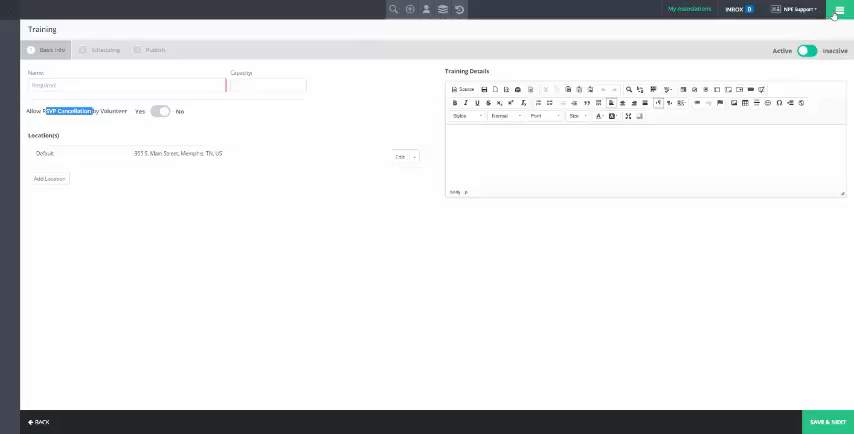 My Associations INBOX 0 NPE Support
Training
1 Basic Info Scheduling Publish Active Inactive
Name: Capacity: Training Details
Required
Source
Allow RSVP Cancellation by Volunteer Yes No
Styles Normal Font Size
Location(s)
Default 365 S. Main Street, Memphis, TN, US Edit
Add Location
body p
BACK SAVE & NEXT